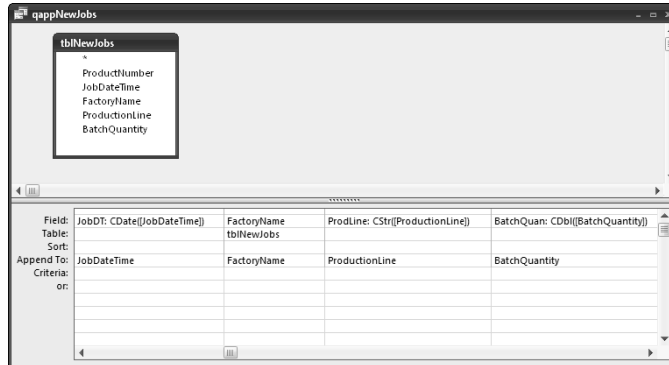 qappNewJobs
tblNewJobs
*
ProductNumber
JobDateTime
FactoryName
ProductionLine
BatchQuantity
Field: JobDT: CDate([JobDateTime]) FactoryName ProdLine: CStr([ProductionLine]) BatchQuan: CDbl([BatchQuantity])
Table: tblNewJobs
Sort:
Append To: JobDateTime FactoryName ProductionLine BatchQuantity
Criteria:
or: